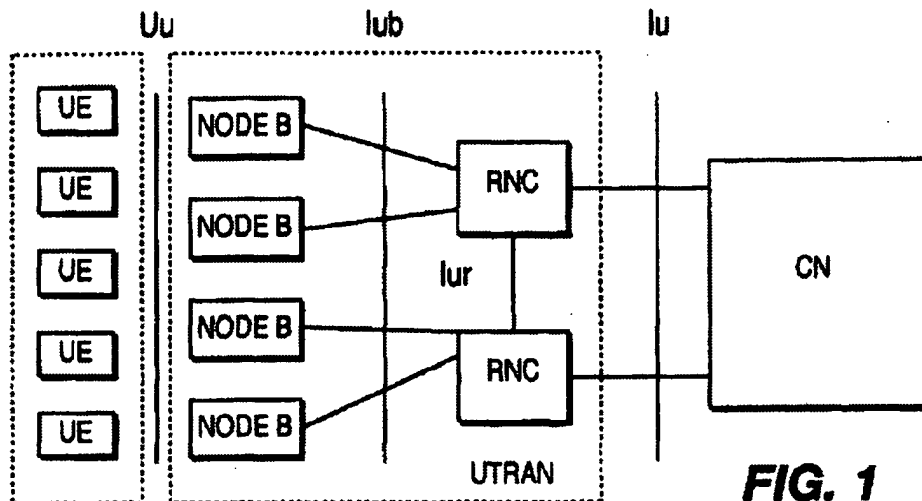 Uu
Iub
Iu
UE
UE
UE
UE
UE
NODE B
NODE B
NODE B
NODE B
RNC
Iur
RNC
CN
UTRAN
FIG. 1